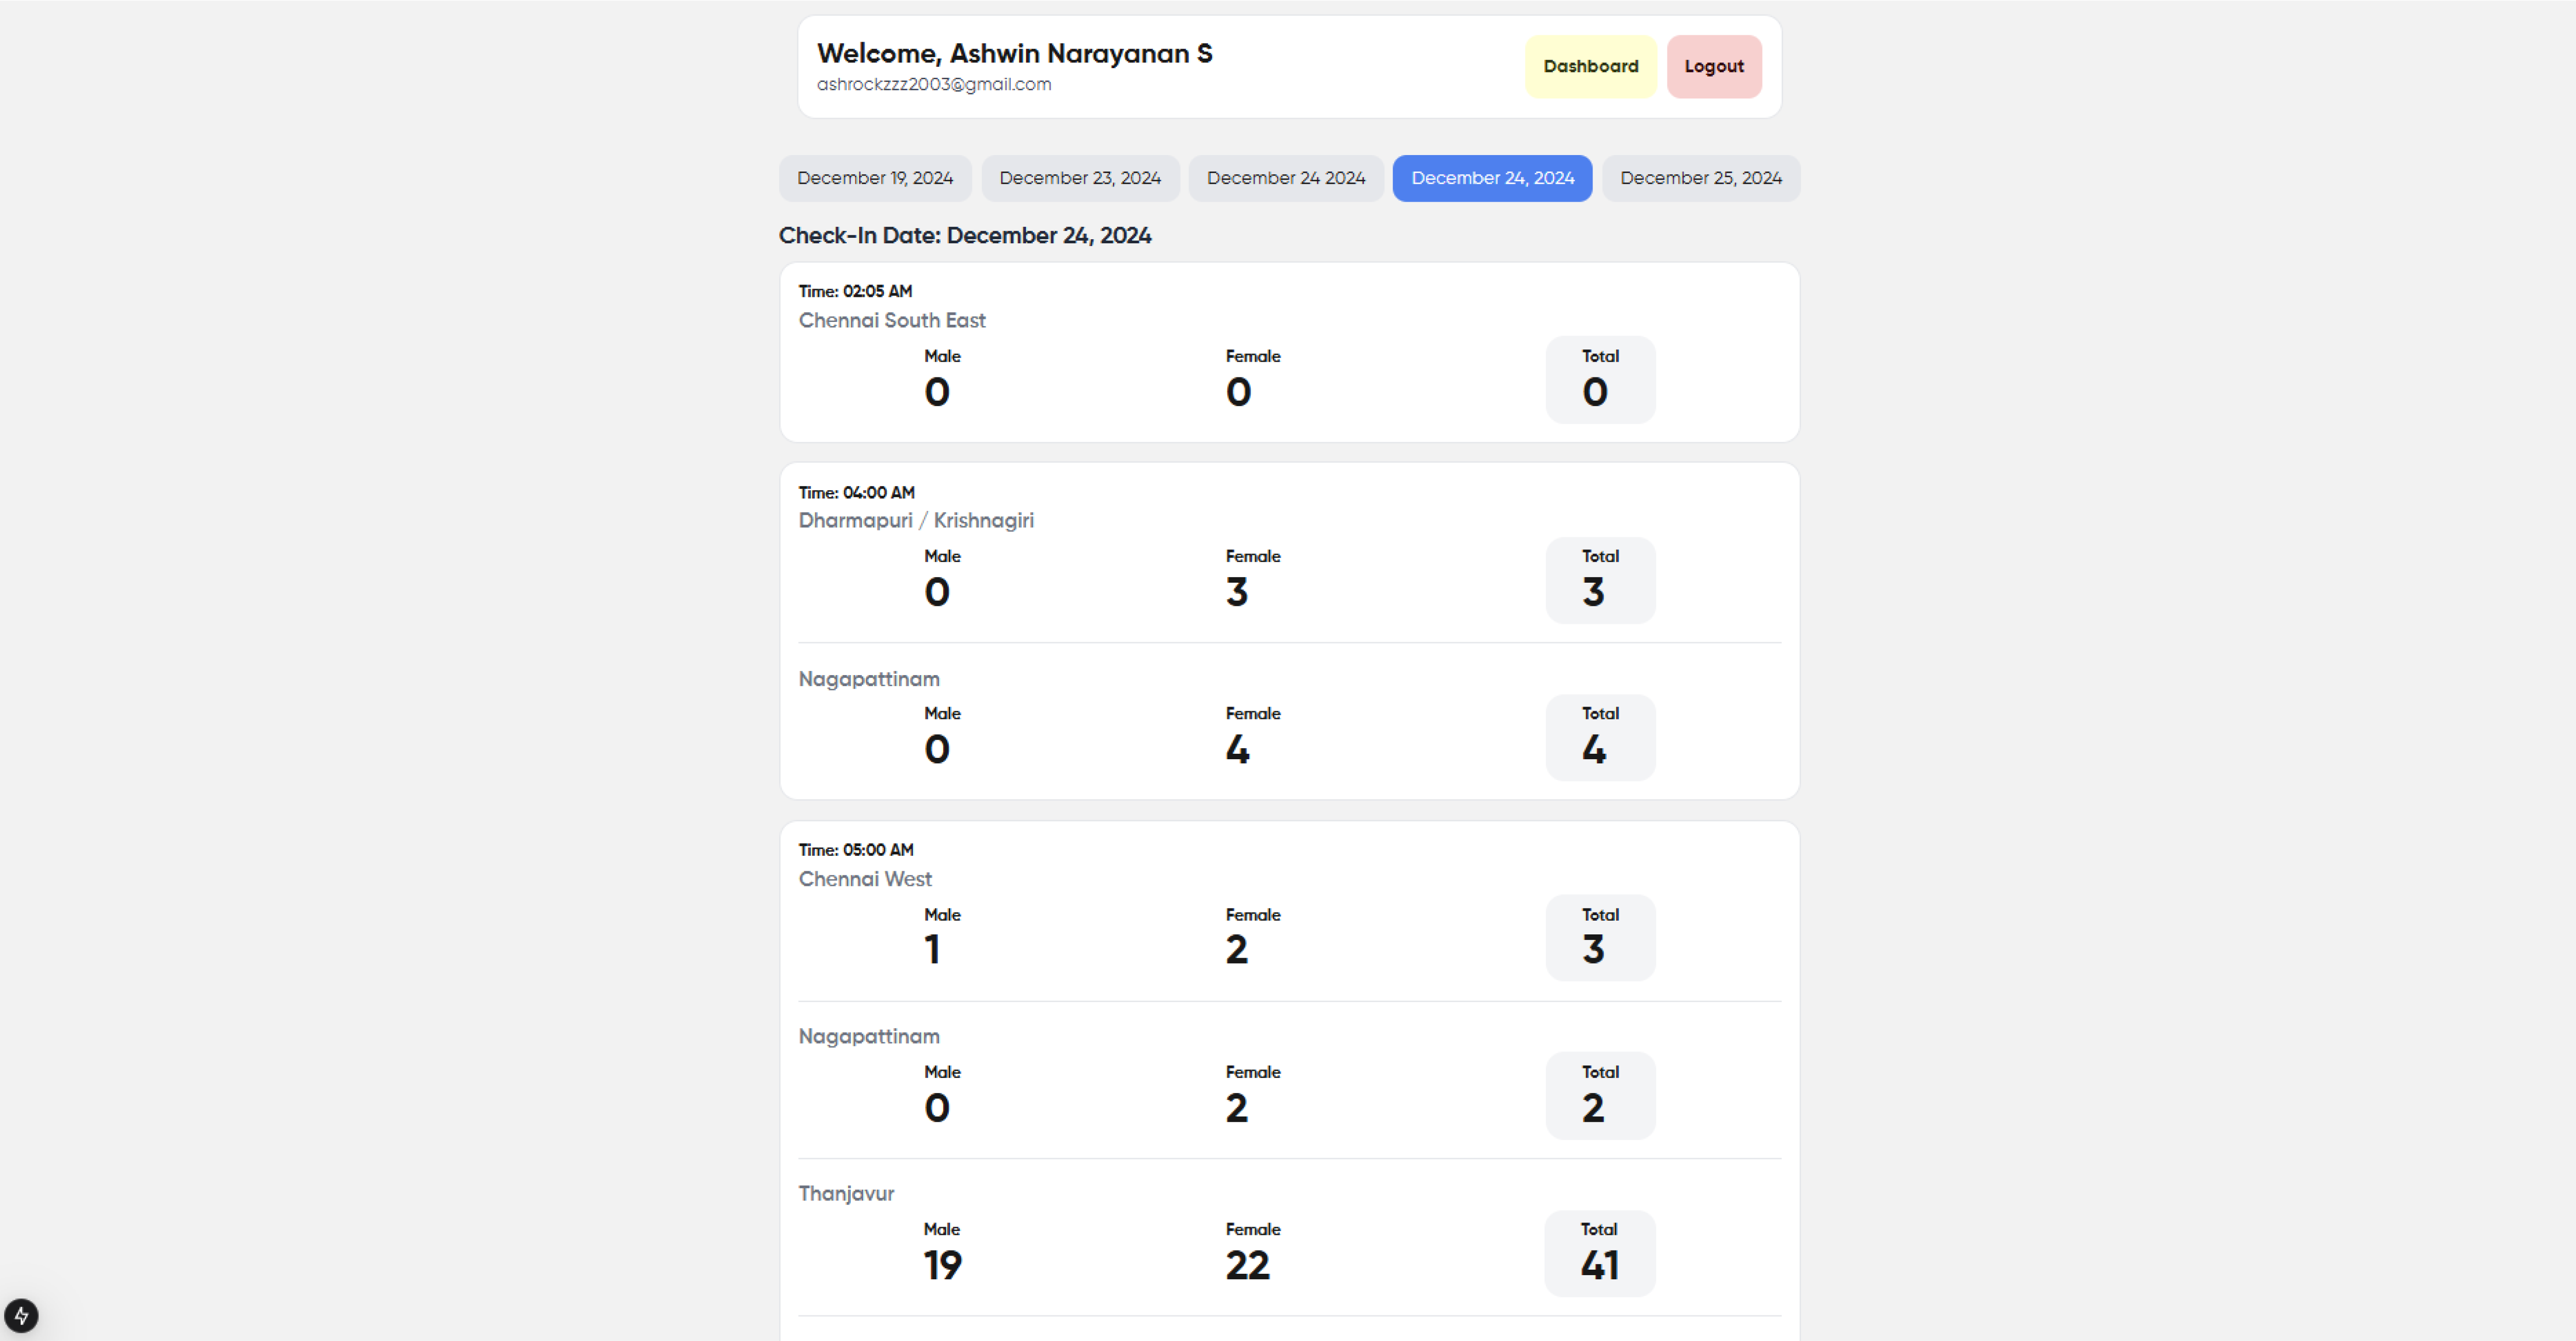 Welcome, Ashwin Narayanan S
ashrockzzz2003@gmail.com
Dashboard
Logout
December 19, 2024
December 23, 2024
December 24 2024
December 24, 2024
December 25, 2024
Check-In Date: December 24, 2024
Time: 02:05 AM
Chennai South East
Male Female Total
0 0 0
Time: 04:00 AM
Dharmapuri / Krishnagiri
Male Female Total
0 3 3
Nagapattinam
Male Female Total
0 4 4
Time: 05:00 AM
Chennai West
Male Female Total
1 2 3
Nagapattinam
Male Female Total
0 2 2
Thanjavur
Male Female Total
19 22 41